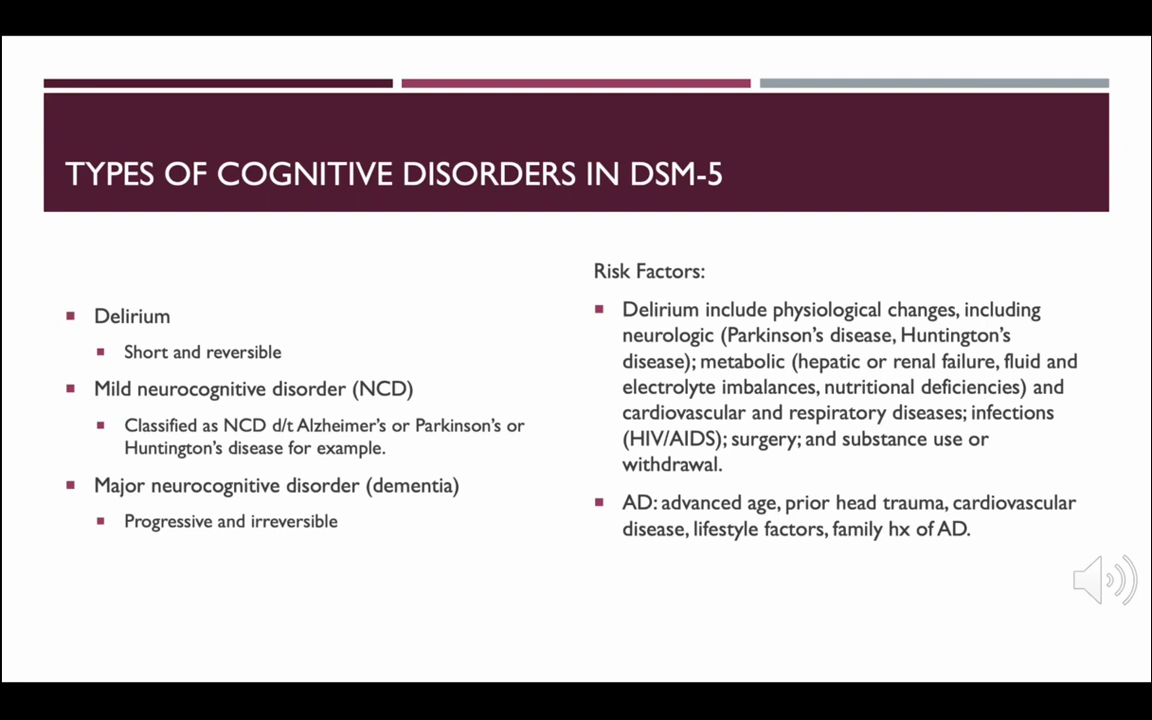 TYPES OF COGNITIVE DISORDERS IN DSM-5
Delirium
Short and reversible
Mild neurocognitive disorder (NCD)
Classified as NCD d/t Alzheimer's or Parkinson's or
Huntington's disease for example.
Major neurocognitive disorder (dementia)
Progressive and irreversible
Risk Factors:
Delirium include physiological changes, including
neurologic (Parkinson's disease, Huntington's
disease); metabolic (hepatic or renal failure, fluid and
electrolyte imbalances, nutritional deficiencies) and
cardiovascular and respiratory diseases; infections
(HIV/AIDS); surgery; and substance use or
withdrawal.
AD: advanced age, prior head trauma, cardiovascular
disease, lifestyle factors, family hx of AD.